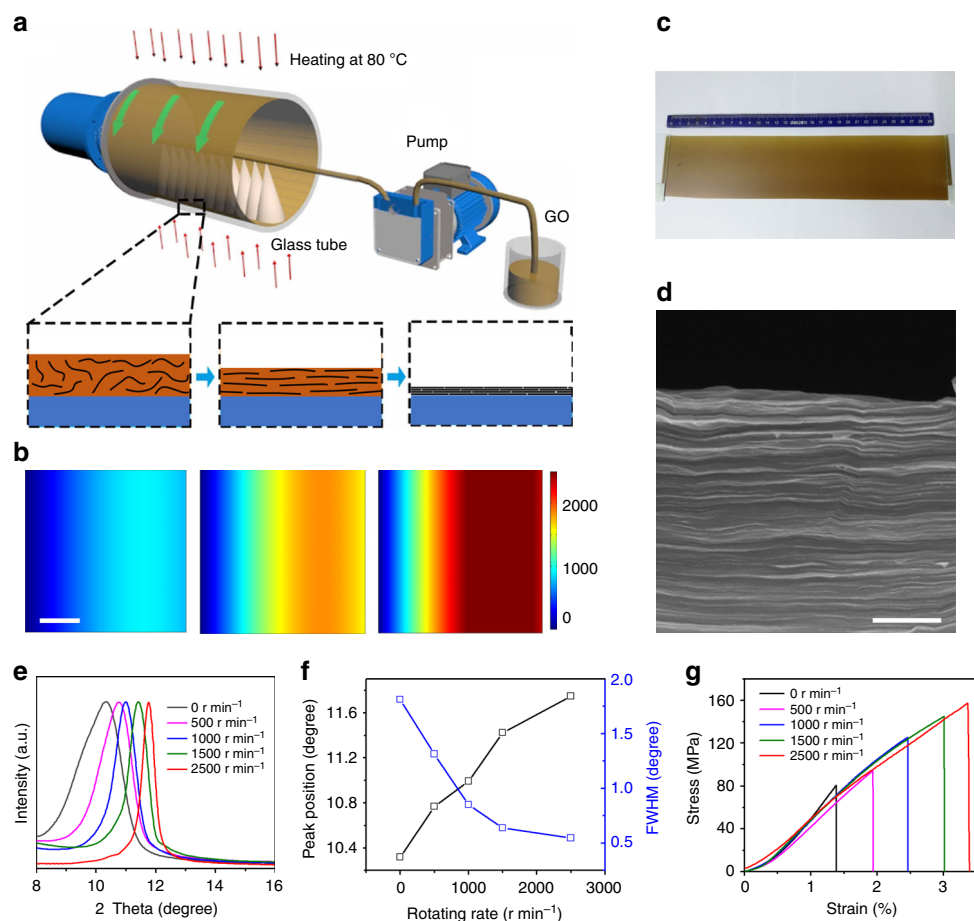 a
Heating at 80 °C
Pump
GO
Glass tube
b
2000
1000
0
c
deli
d
e
0 r min⁻¹
500 r min⁻¹
1000 r min⁻¹
1500 r min⁻¹
2500 r min⁻¹
Intensity (a.u.)
8 10 12 14 16
2 Theta (degree)
f
11.6
11.2
10.8
10.4
Peak position (degree)
2.0
1.5
1.0
0.5
FWHM (degree)
0 500 1000 1500 2000 2500 3000
Rotating rate (r min⁻¹)
g
0 r min⁻¹
500 r min⁻¹
1000 r min⁻¹
1500 r min⁻¹
2500 r min⁻¹
160
120
80
40
0
Stress (MPa)
0 1 2 3
Strain (%)